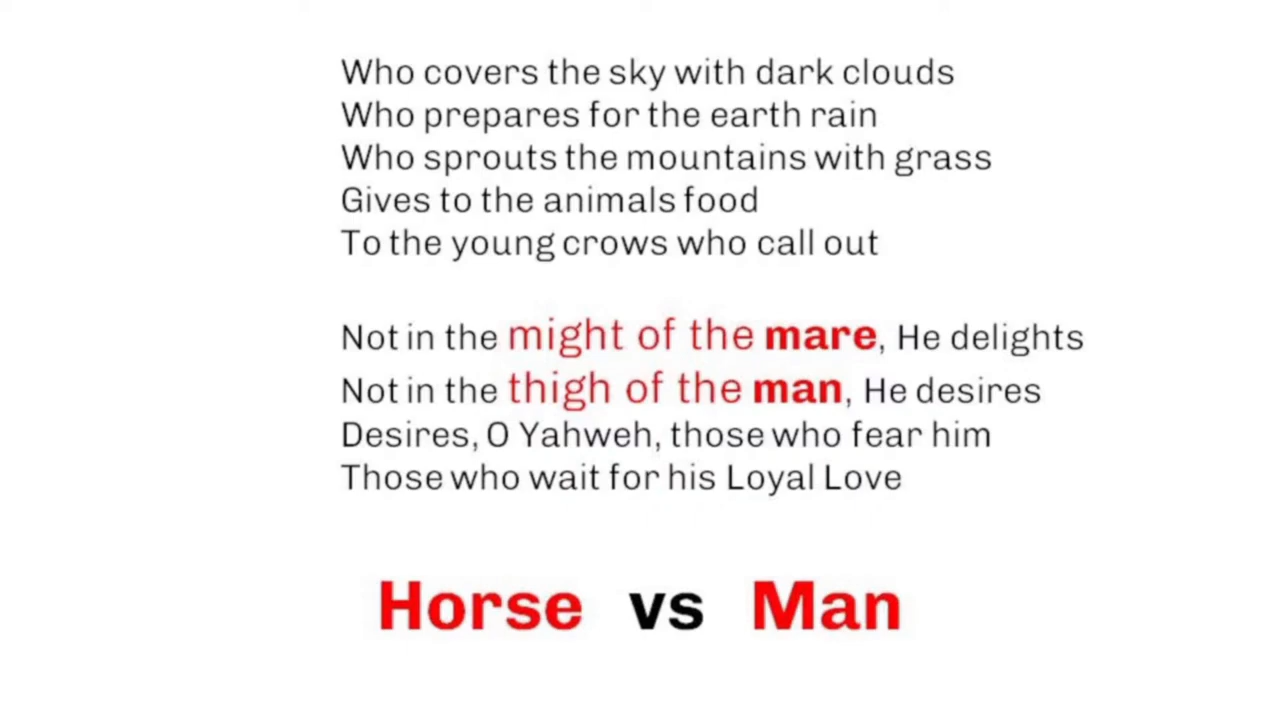 Who covers the sky with dark clouds
Who prepares for the earth rain
Who sprouts the mountains with grass
Gives to the animals food
To the young crows who call out
Not in the might of the mare, He delights
Not in the thigh of the man, He desires
Desires, O Yahweh, those who fear him
Those who wait for his Loyal Love
Horse vs Man